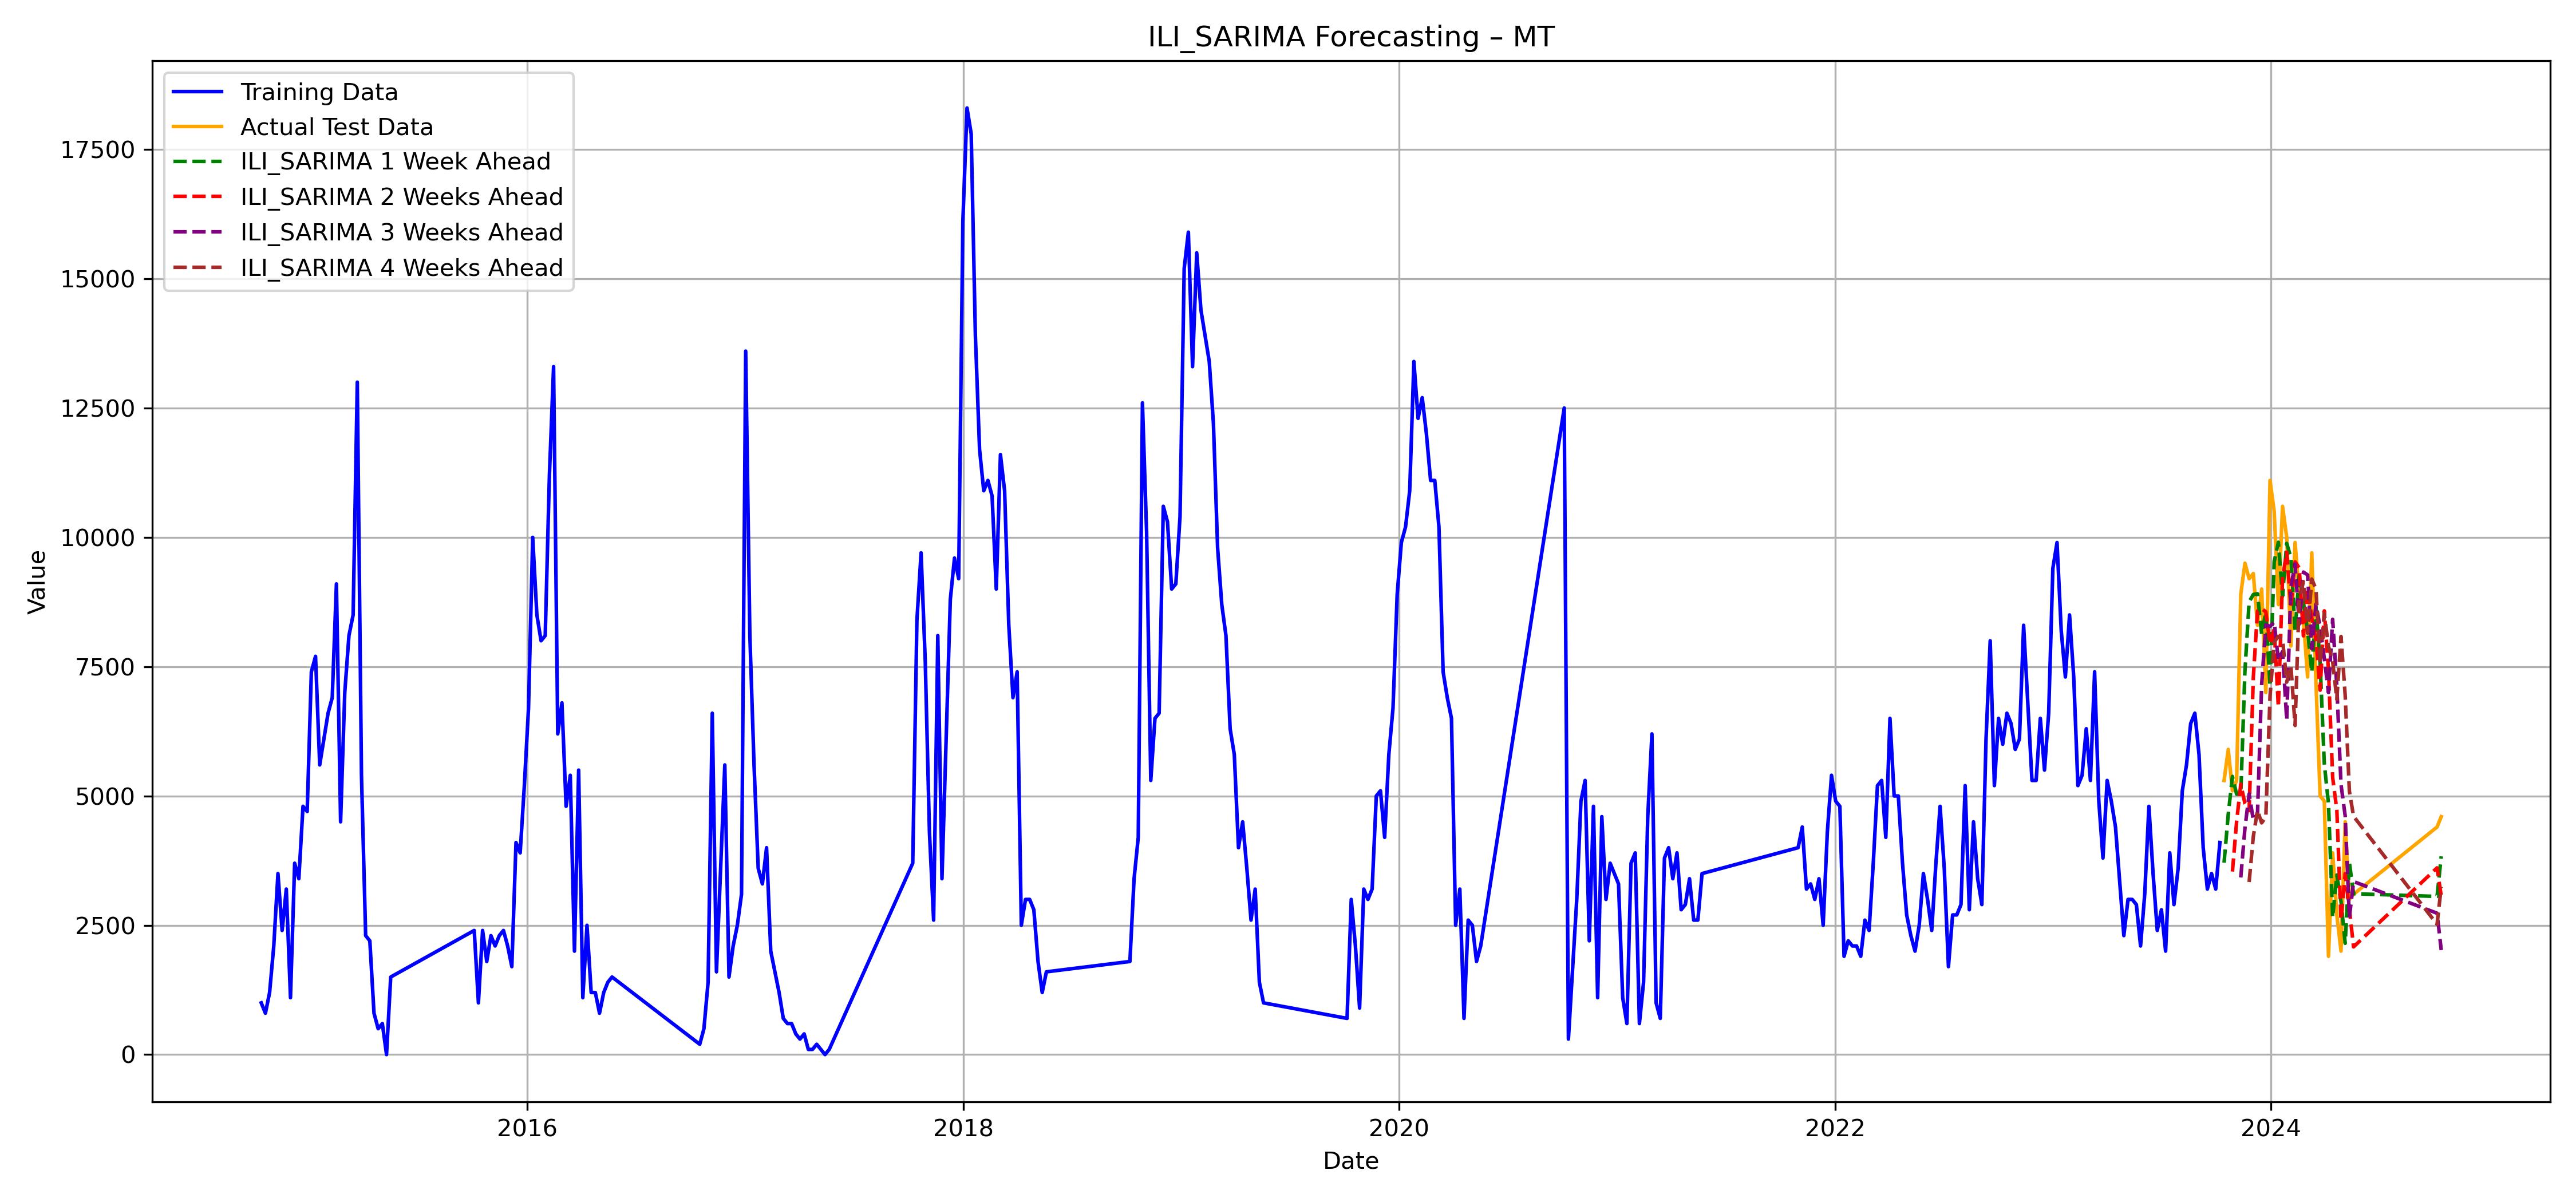 ILI_SARIMA Forecasting – MT
Training Data
Actual Test Data
ILI_SARIMA 1 Week Ahead
ILI_SARIMA 2 Weeks Ahead
ILI_SARIMA 3 Weeks Ahead
ILI_SARIMA 4 Weeks Ahead
Value
17500
15000
12500
10000
7500
5000
2500
0
2016
2018
2020
2022
2024
Date